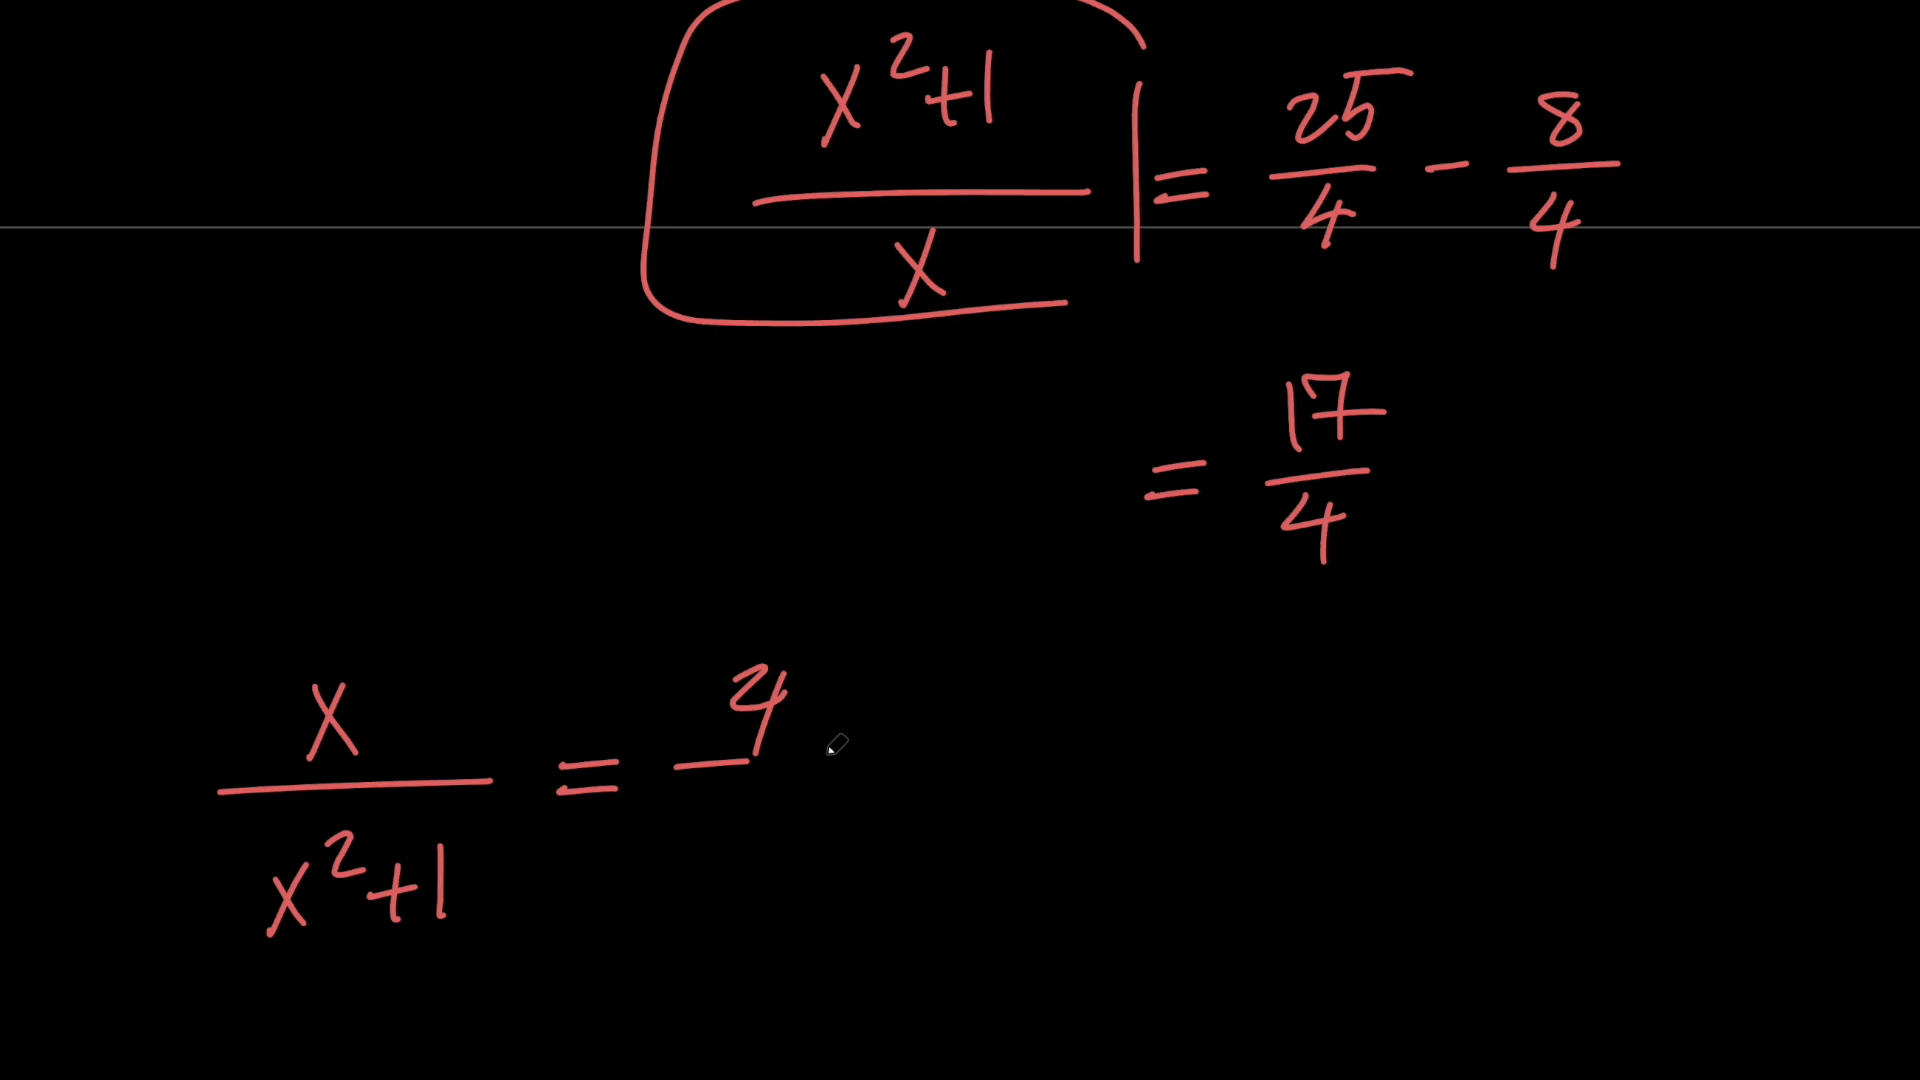 x²+1 / x = 25/4 - 8/4
= 17/4
x / x²+1 = 4